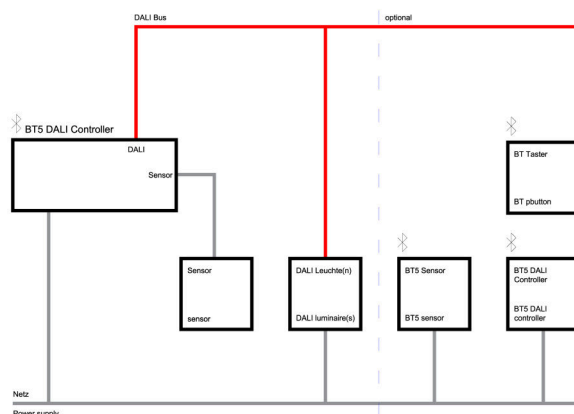 DALI Bus
optional
BT5 DALI Controller
DALI
Sensor
BT Taster
BT pbutton
Sensor
sensor
DALI Leuchte(n)
DALI luminaire(s)
BT5 Sensor
BT5 sensor
BT5 DALI
Controller
BT5 DALI
controller
Netz
Power supply